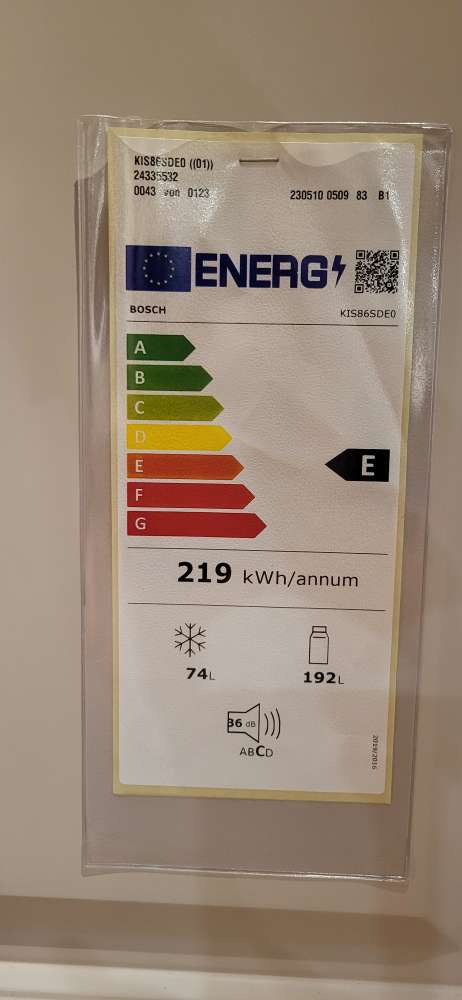 KIS86SDE0 ((01))
24335532
0043 von 0123 230510 0509 83 B1
ENERG
BOSCH KIS86SDE0
A
B
C
D
E E
F
G
219 kWh/annum
74L 192L
36 dB
ABCD
2019/2016